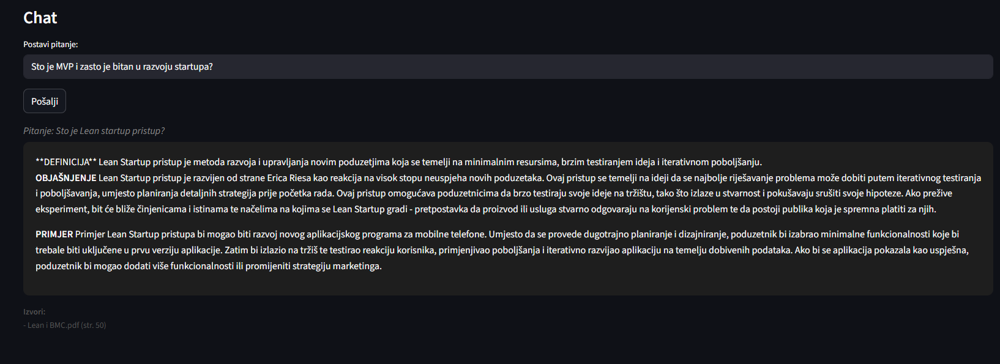 Chat
Postavi pitanje:
Sto je MVP i zasto je bitan u razvoju startupa?
Pošalji
Pitanje: Sto je Lean startup pristup?
**DEFINICIJA** Lean Startup pristup je metoda razvoja i upravljanja novim poduzetjima koja se temelji na minimalnim resursima, brzim testiranjem ideja i iterativnom poboljšanju.
OBJAŠNJENJE Lean Startup pristup je razvijen od strane Erica Riesa kao reakcija na visok stopu neuspjeha novih poduzetaka. Ovaj pristup se temelji na ideji da se najbolje riješavanje problema može dobiti putem iterativnog testiranja
i poboljšavanja, umjesto planiranja detaljnih strategija prije početka rada. Ovaj pristup omogućava poduzetnicima da brzo testiraju svoje ideje na tržištu, tako što izlaze u stvarnost i pokušavaju srušiti svoje hipoteze. Ako prežive
eksperiment, bit će bliže činjenicama i istinama te načelima na kojima se Lean Startup gradi - pretpostavka da proizvod ili usluga stvarno odgovaraju na korijenski problem te da postoji publika koja je spremna platiti za njih.
PRIMJER Primjer Lean Startup pristupa bi mogao biti razvoj novog aplikacijskog programa za mobilne telefone. Umjesto da se provede dugotrajno planiranje i dizajniranje, poduzetnik bi izabrao minimalne funkcionalnosti koje bi
trebale biti uključene u prvu verziju aplikacije. Zatim bi izlazio na tržiš te testirao reakciju korisnika, primjenjivao poboljšanja i iterativno razvijao aplikaciju na temelju dobivenih podataka. Ako bi se aplikacija pokazala kao uspješna,
poduzetnik bi mogao dodati više funkcionalnosti ili promijeniti strategiju marketinga.
Izvori:
- Lean i BMC.pdf (str. 50)